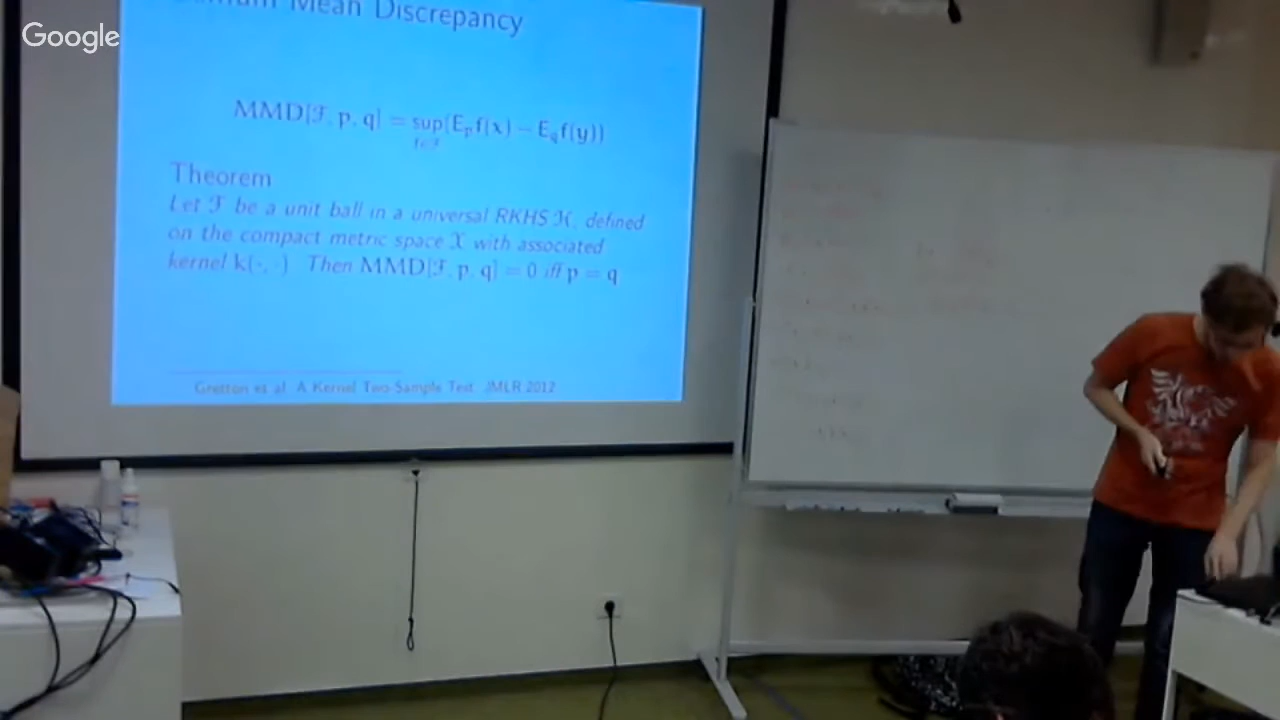 Google
Mean Discrepancy
MMD[ℱ, p, q] = sup(E_p f(x) − E_q f(y))
f∈ℱ
Theorem
Let ℱ be a unit ball in a universal RKHS ℋ, defined
on the compact metric space 𝒳 with associated
kernel k(·, ·) Then MMD[ℱ, p, q] = 0 iff p = q
Gretton et al. A Kernel Two-Sample Test. JMLR 2012